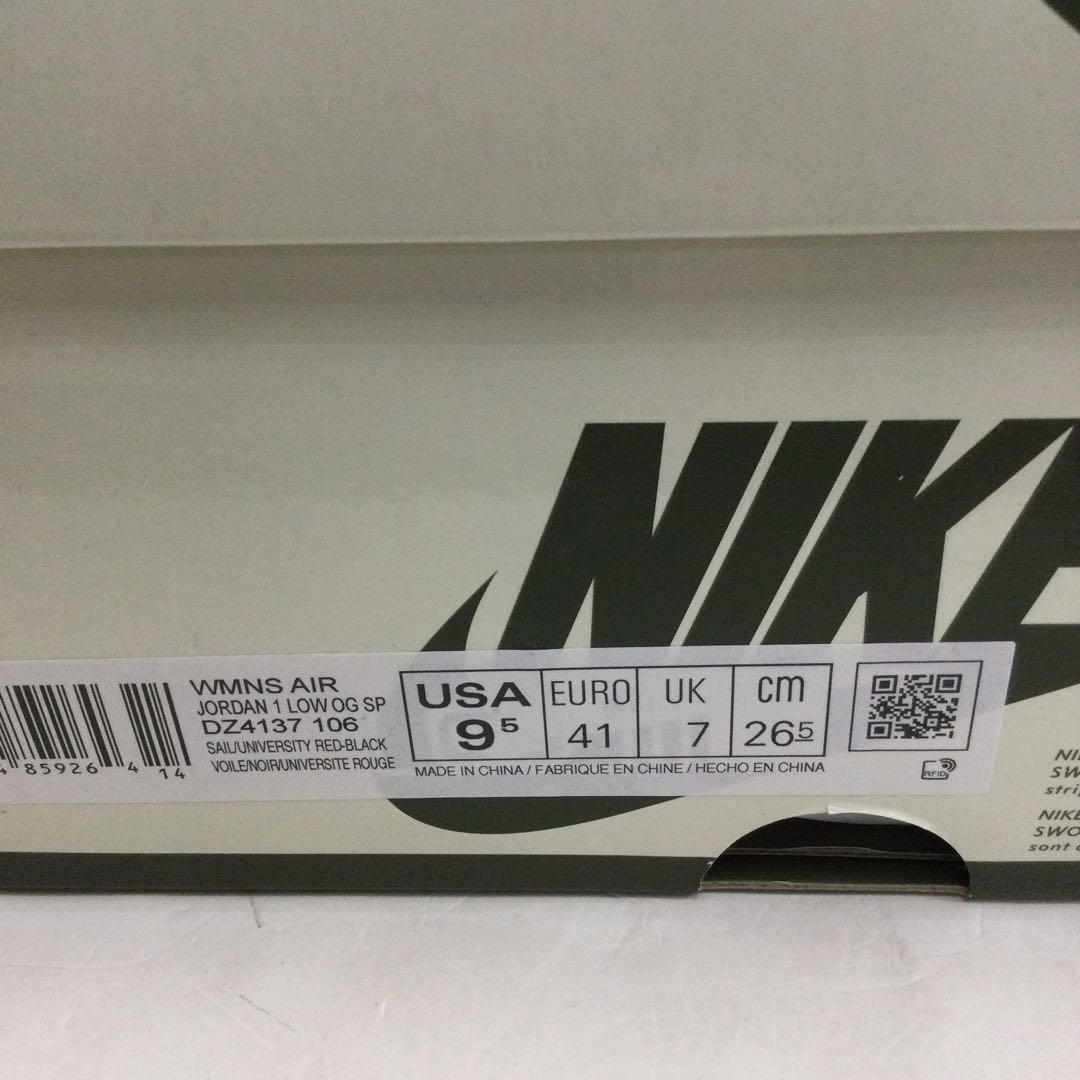 NIKE
WMNS AIR
JORDAN 1 LOW OG SP
DZ4137 106
SAIL/UNIVERSITY RED-BLACK
VOILE/NOIR/UNIVERSITE ROUGE
85926 4 14
USA
9 5
EURO
41
UK
7
cm
26 5
MADE IN CHINA / FABRIQUE EN CHINE / HECHO EN CHINA
RFID
NIKE
sont